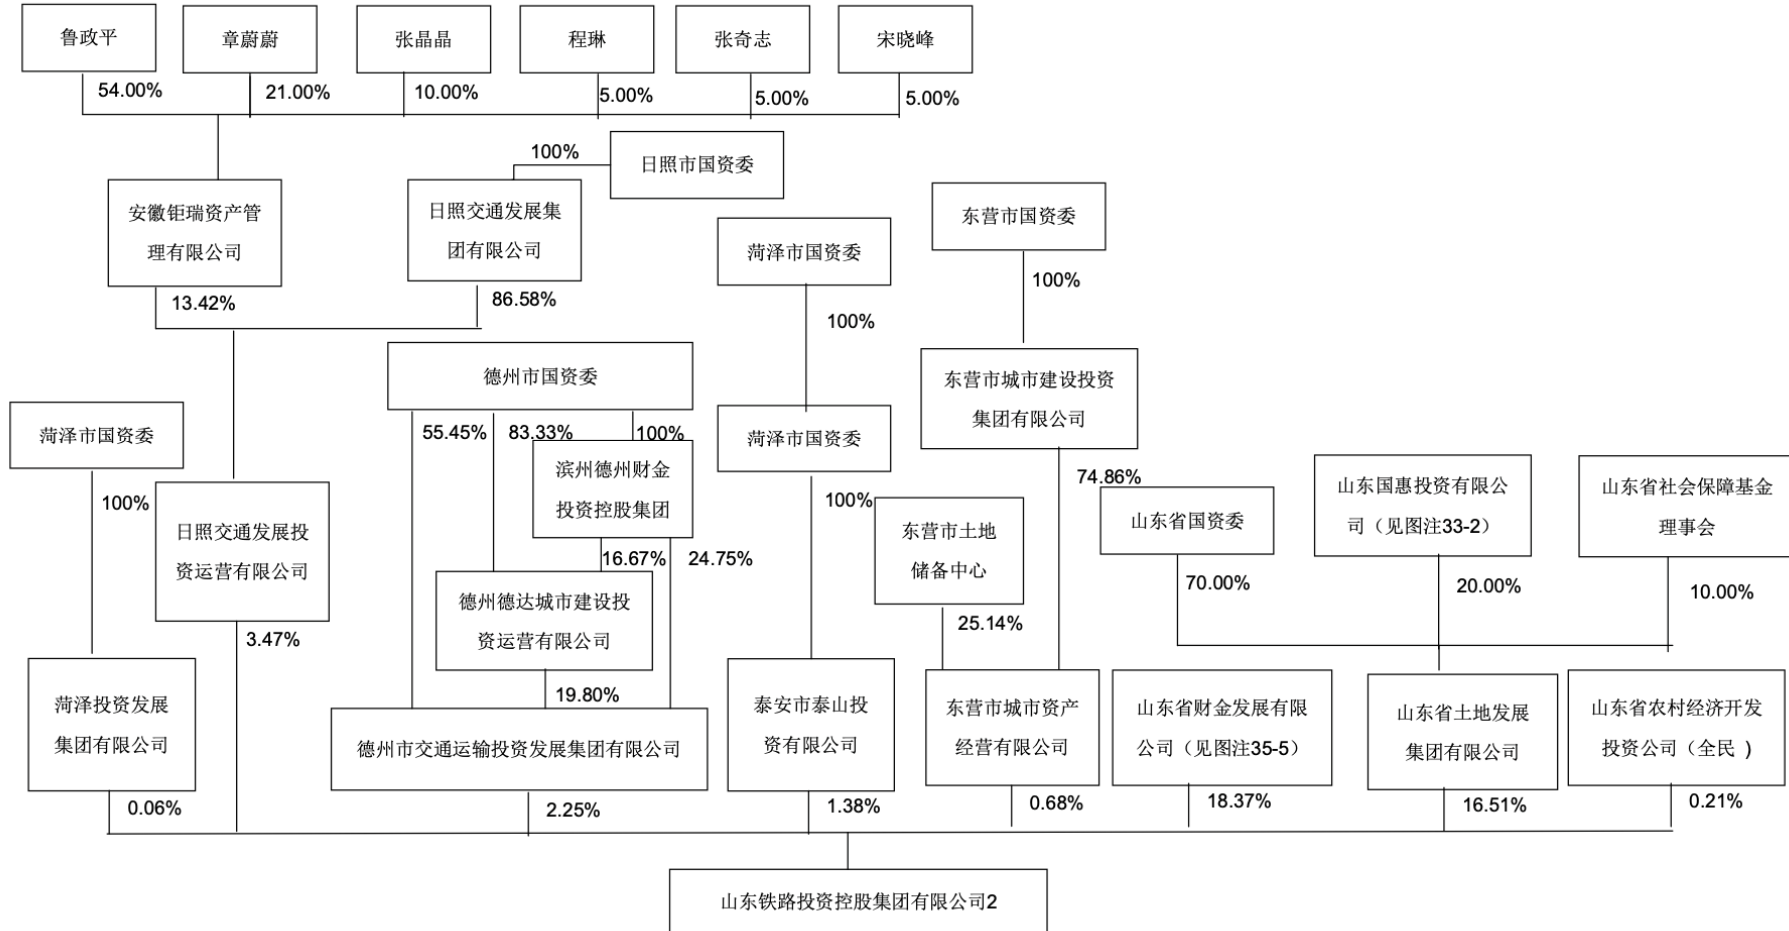 鲁政平
章蔚蔚
张晶晶
程琳
张奇志
宋晓峰
54.00%
21.00%
10.00%
5.00%
5.00%
5.00%
100%
日照市国资委
安徽钜瑞资产管
理有限公司
日照交通发展集
团有限公司
东营市国资委
菏泽市国资委
13.42%
86.58%
100%
100%
德州市国资委
东营市城市建设投资
集团有限公司
菏泽市国资委
55.45%
83.33%
100%
菏泽市国资委
滨州德州财金
投资控股集团
74.86%
100%
100%
日照交通发展投
资运营有限公司
东营市土地
储备中心
山东省国资委
山东国惠投资有限公
司（见图注33-2）
山东省社会保障基金
理事会
16.67%
24.75%
70.00%
20.00%
10.00%
德州德达城市建设投
资运营有限公司
25.14%
3.47%
19.80%
菏泽投资发展
集团有限公司
德州市交通运输投资发展集团有限公司
泰安市泰山投
资有限公司
东营市城市资产
经营有限公司
山东省财金发展有限
公司（见图注35-5）
山东省土地发展
集团有限公司
山东省农村经济开发
投资公司（全民 )
0.06%
2.25%
1.38%
0.68%
18.37%
16.51%
0.21%
山东铁路投资控股集团有限公司2